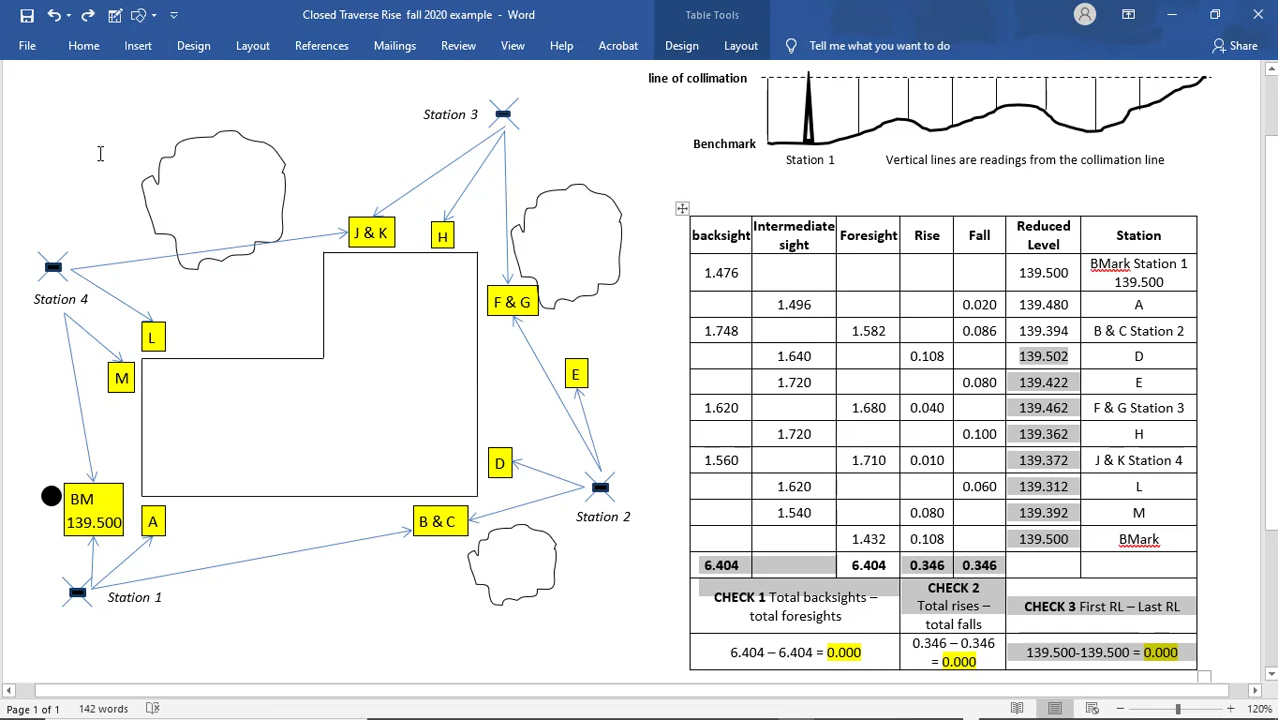 Closed Traverse Rise fall 2020 example - Word
Table Tools
File Home Insert Design Layout References Mailings Review View Help Acrobat Design Layout Tell me what you want to do Share
line of collimation
Benchmark
Station 1
Vertical lines are readings from the collimation line
Station 3
J & K
H
Station 4
F & G
L
M
E
D
BM
139.500
A
B & C
Station 2
Station 1
backsight Intermediate sight Foresight Rise Fall Reduced Level Station
1.476 139.500 BMark Station 1 139.500
1.496 0.020 139.480 A
1.748 1.582 0.086 139.394 B & C Station 2
1.640 0.108 139.502 D
1.720 0.080 139.422 E
1.620 1.680 0.040 139.462 F & G Station 3
1.720 0.100 139.362 H
1.560 1.710 0.010 139.372 J & K Station 4
1.620 0.060 139.312 L
1.540 0.080 139.392 M
1.432 0.108 139.500 BMark
6.404 6.404 0.346 0.346
CHECK 1 Total backsights –
total foresights
CHECK 2
Total rises –
total falls
CHECK 3 First RL – Last RL
6.404 – 6.404 = 0.000
0.346 – 0.346
= 0.000
139.500-139.500 = 0.000
Page 1 of 1 142 words 120%